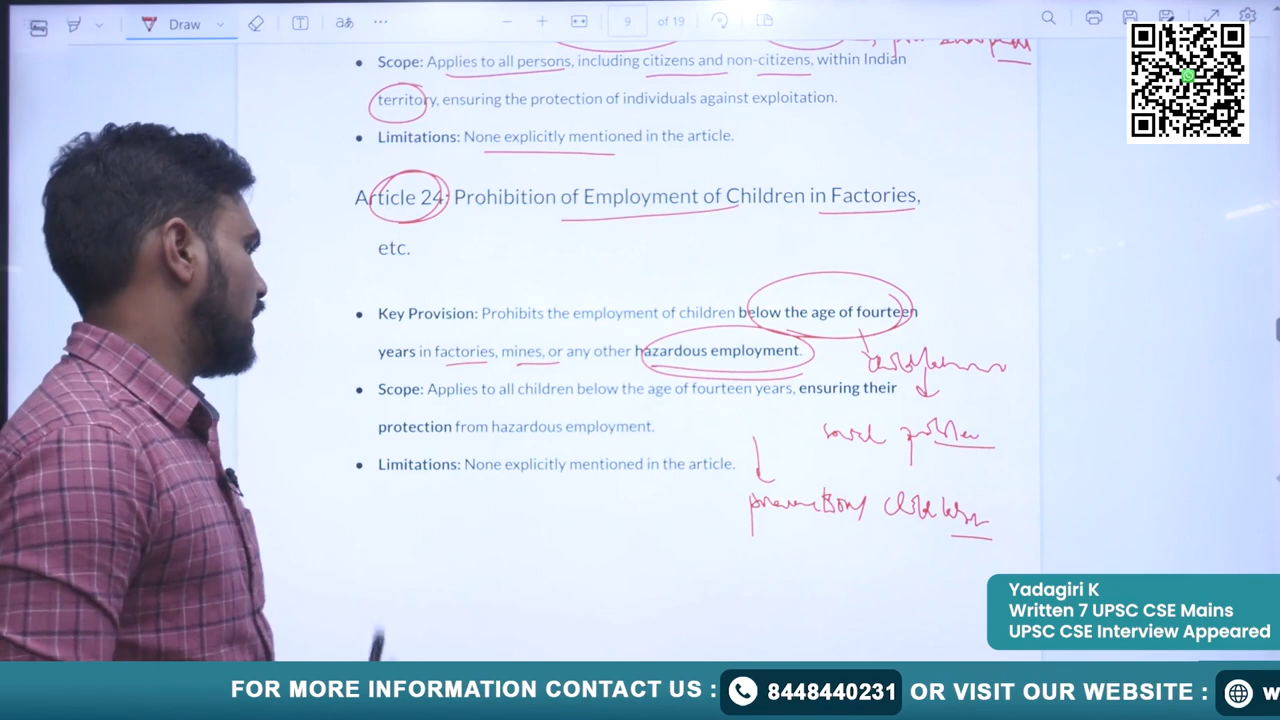 Draw
T
あaぁ
9
of 19
Scope: Applies to all persons, including citizens and non-citizens, within Indian
territory, ensuring the protection of individuals against exploitation.
Limitations: None explicitly mentioned in the article.
Article 24: Prohibition of Employment of Children in Factories,
etc.
Key Provision: Prohibits the employment of children below the age of fourteen
years in factories, mines, or any other hazardous employment.
Scope: Applies to all children below the age of fourteen years, ensuring their
protection from hazardous employment.
Limitations: None explicitly mentioned in the article.
Yadagiri K
Written 7 UPSC CSE Mains
UPSC CSE Interview Appeared
FOR MORE INFORMATION CONTACT US : 8448440231 OR VISIT OUR WEBSITE :